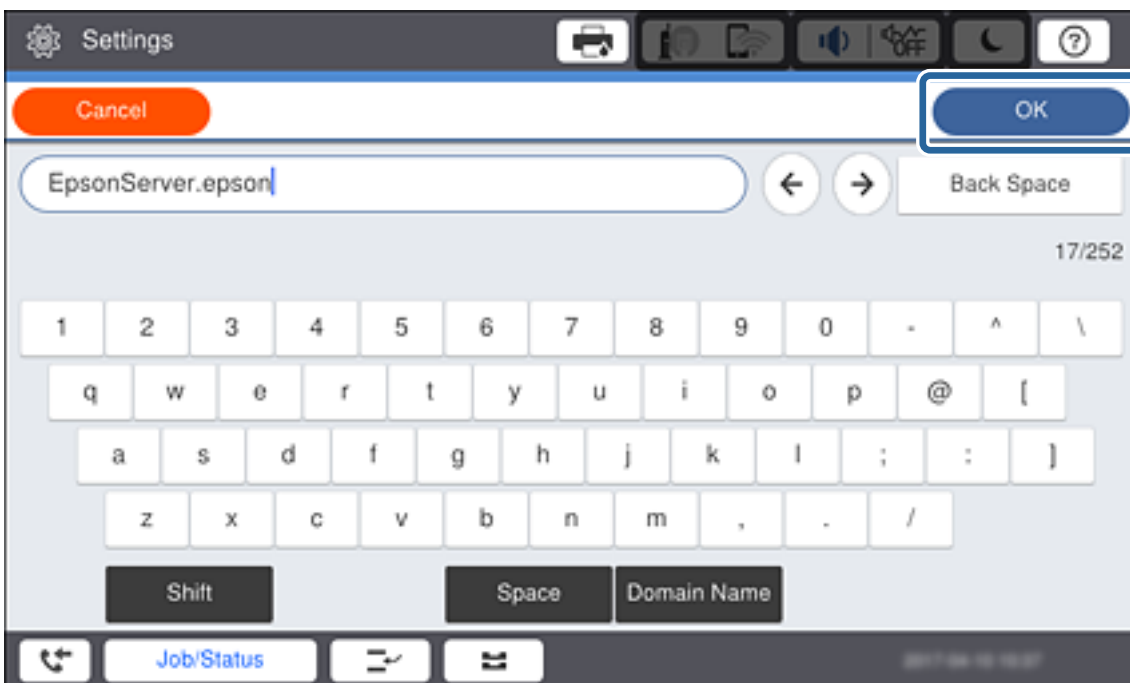 Settings
OFF
Cancel
OK
EpsonServer.epson
Back Space
17/252
1 2 3 4 5 6 7 8 9 0 - ^ \
q w e r t y u i o p @ [
a s d f g h j k l ; : ]
z x c v b n m , . /
Shift Space Domain Name
Job/Status